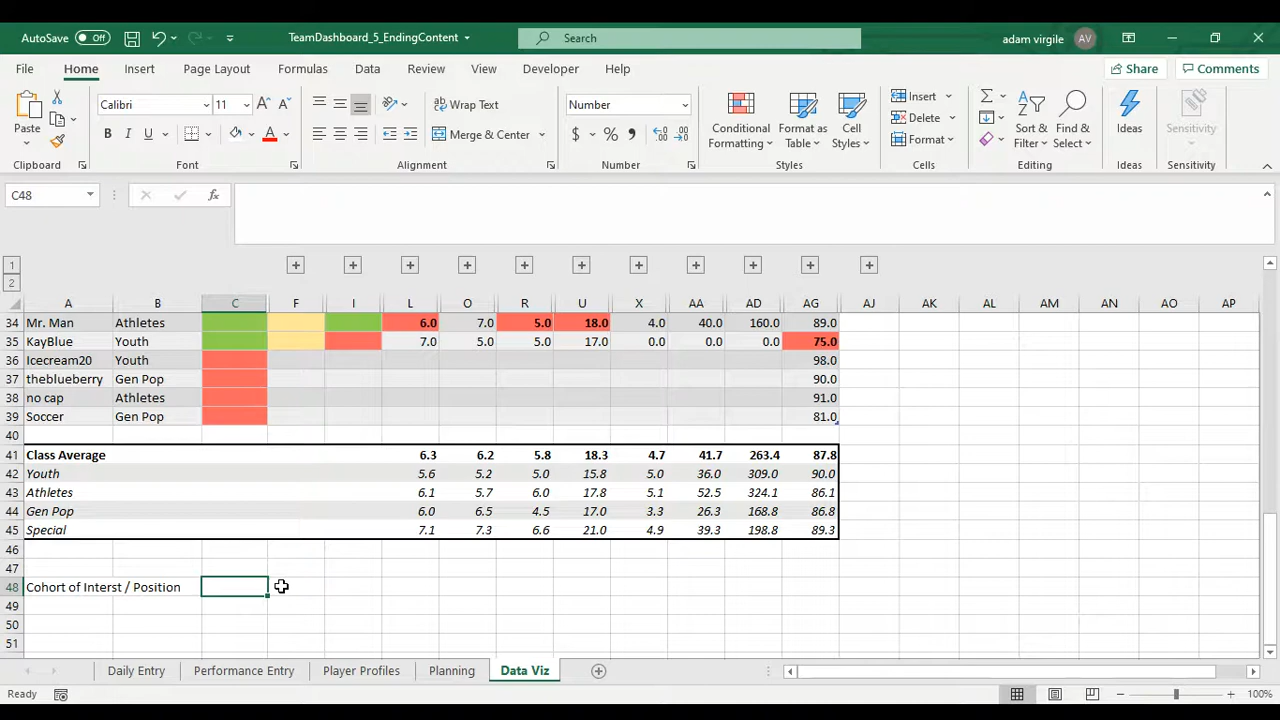 AutoSave Off TeamDashboard_5_EndingContent Search adam virgile AV
File Home Insert Page Layout Formulas Data Review View Developer Help Share Comments
Paste Calibri 11 Wrap Text Number Conditional Formatting Format as Table Cell Styles Insert Sort & Filter Find & Select Ideas Sensitivity
B I U Merge & Center $ % Delete
Format
Clipboard Font Alignment Number Styles Cells Editing Ideas Sensitivity
C48 fx
1
2
A B C F I L O R U X AA AD AG AJ AK AL AM AN AO AP
34 Mr. Man Athletes 6.0 7.0 5.0 18.0 4.0 40.0 160.0 89.0
35 KayBlue Youth 7.0 5.0 5.0 17.0 0.0 0.0 0.0 75.0
36 Icecream20 Youth 98.0
37 theblueberry Gen Pop 90.0
38 no cap Athletes 91.0
39 Soccer Gen Pop 81.0
40
41 Class Average 6.3 6.2 5.8 18.3 4.7 41.7 263.4 87.8
42 Youth 5.6 5.2 5.0 15.8 5.0 36.0 309.0 90.0
43 Athletes 6.1 5.7 6.0 17.8 5.1 52.5 324.1 86.1
44 Gen Pop 6.0 6.5 4.5 17.0 3.3 26.3 168.8 86.8
45 Special 7.1 7.3 6.6 21.0 4.9 39.3 198.8 89.3
46
47
48 Cohort of Interst / Position
49
50
51
Daily Entry Performance Entry Player Profiles Planning Data Viz
Ready 100%